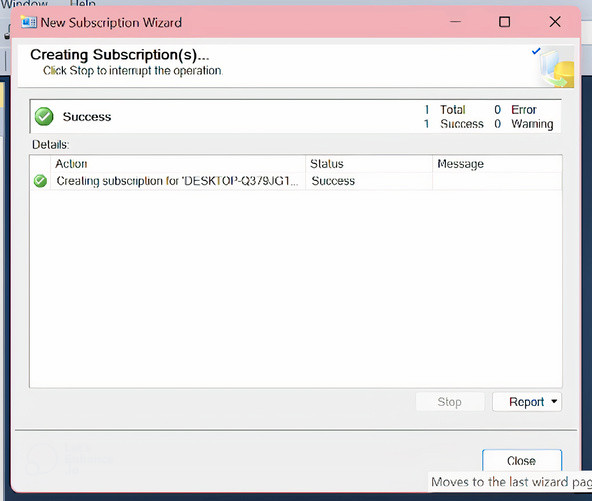 Window Help
New Subscription Wizard
Creating Subscription(s)...
Click Stop to interrupt the operation
Success
1 Total 0 Error
1 Success 0 Warning
Details:
Action Status Message
Creating subscription for 'DESKTOP-Q379JG1... Success
Stop Report
Close
Moves to the last wizard pag